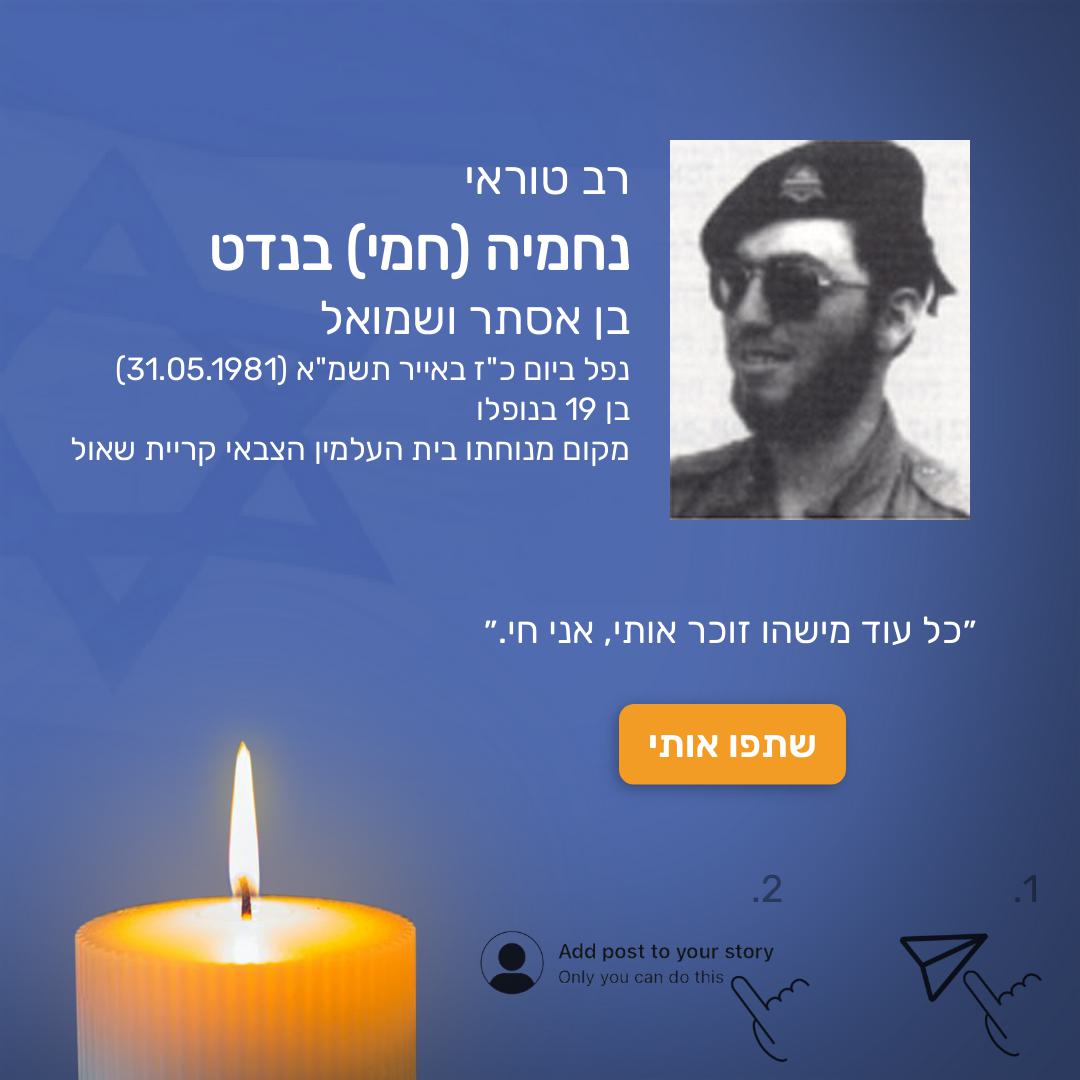 רב טוראי
נחמיה (חמי) בנדט
בן אסתר ושמואל
נפל ביום כ"ז באייר תשמ"א (31.05.1981)
בן 19 בנופלו
מקום מנוחתו בית העלמין הצבאי קריית שאול
״כל עוד מישהו זוכר אותי, אני חי.״
שתפו אותי
1.
2.
Add post to your story
Only you can do this